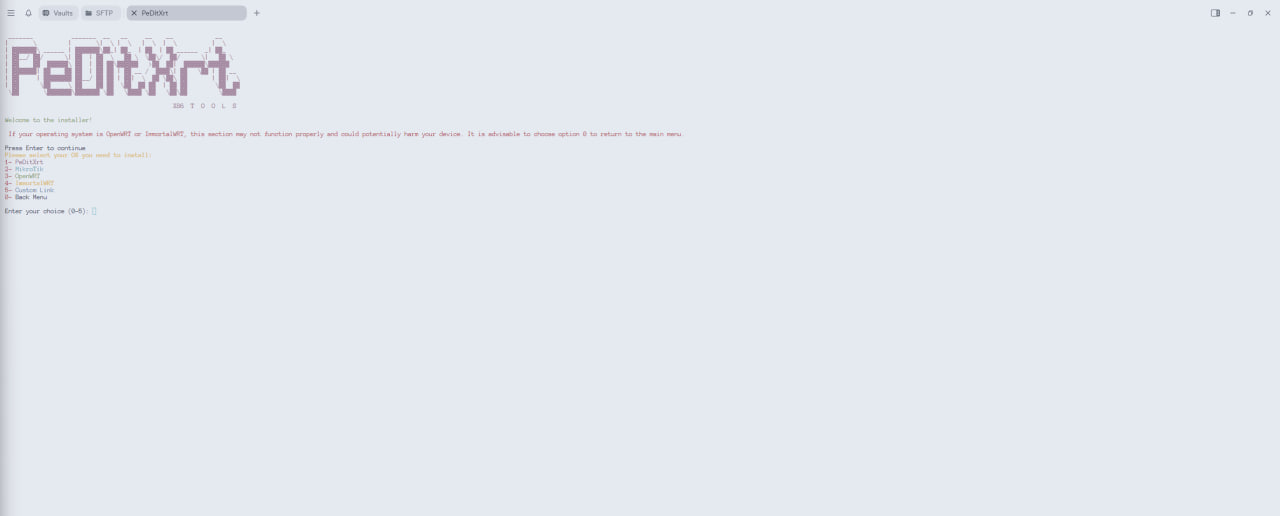 Vaults SFTP PeDitXrt
PeDitXrt
X86 T O O L S
Welcome to the installer!
If your operating system is OpenWRT or ImmortalWRT, this section may not function properly and could potentially harm your device. It is advisable to choose option 0 to return to the main menu.
Press Enter to continue
Please select your OS you need to install:
1- PeDitXrt
2- MikroTik
3- OpenWRT
4- ImmortalWRT
5- Custom Link
0- Back Menu
Enter your choice (0-5):